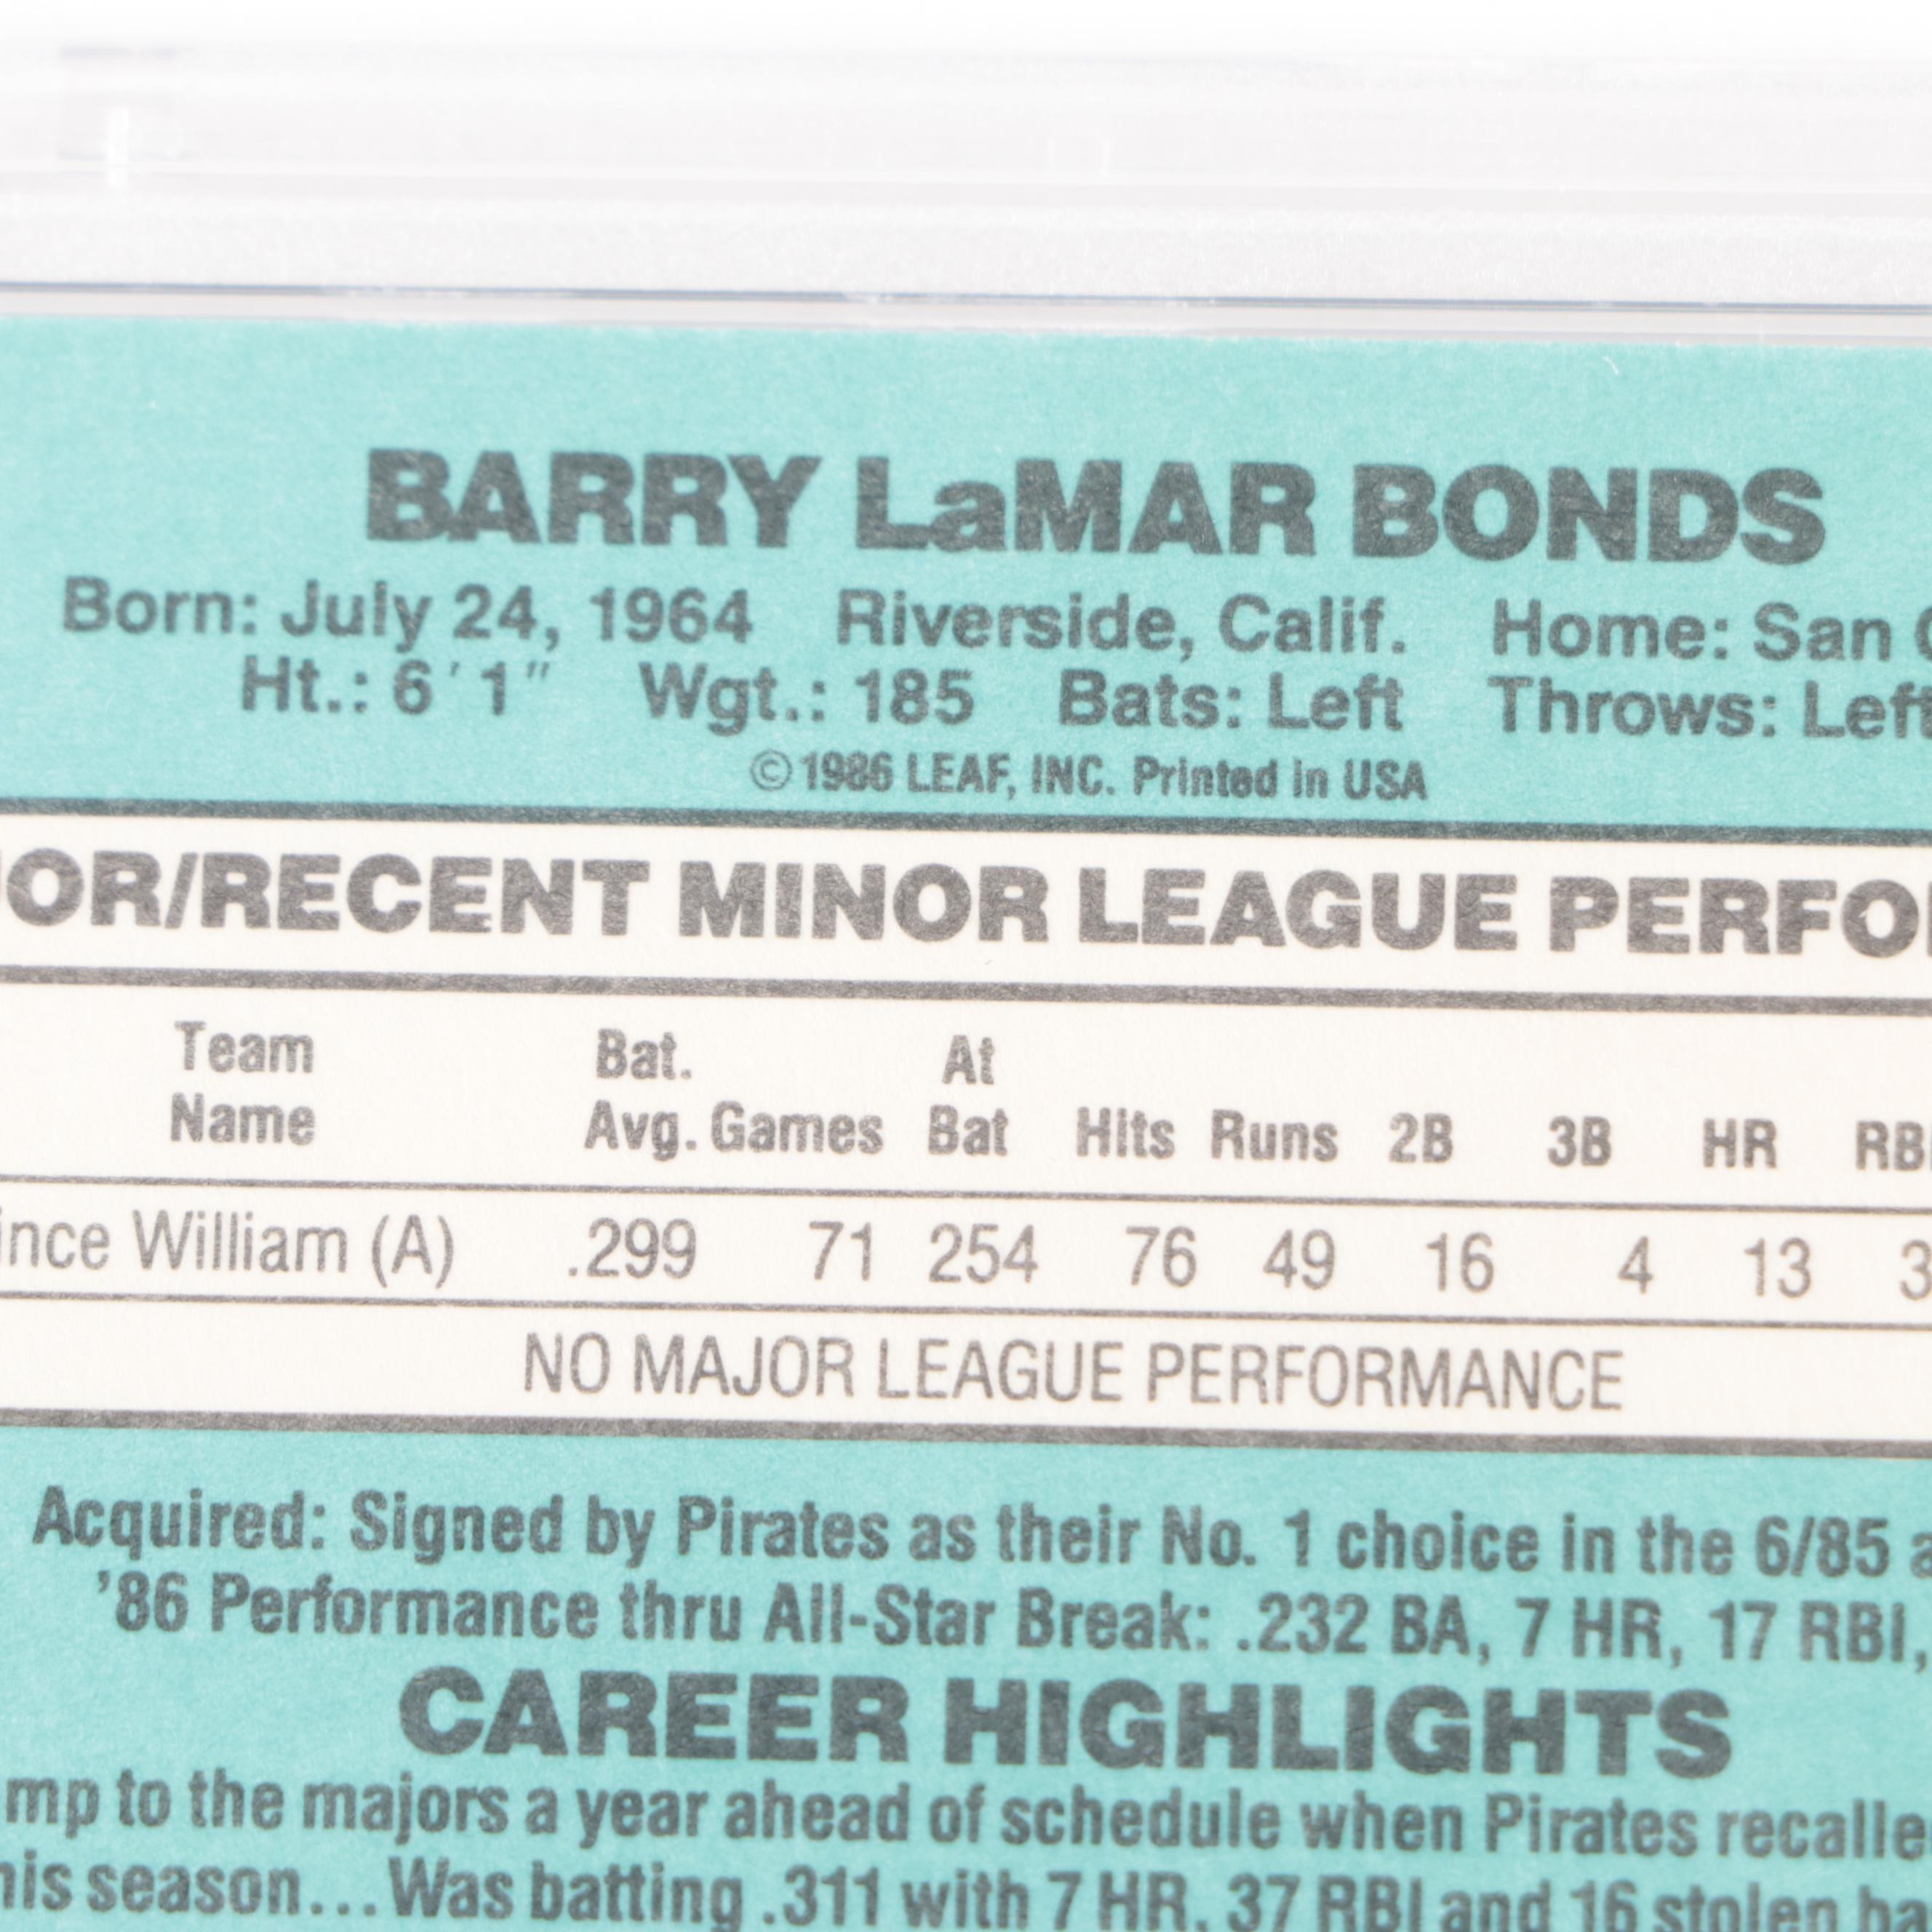 BARRY LaMAR BONDS
Born: July 24, 1964 Riverside, Calif. Home: San
Ht.: 6'1" Wgt.: 185 Bats: Left Throws: Left
©1986 LEAF, INC. Printed in USA
OR/RECENT MINOR LEAGUE PERFO
Team Bat. At
Name Avg. Games Bat Hits Runs 2B 3B HR RBI
ince William (A) .299 71 254 76 49 16 4 13 3
NO MAJOR LEAGUE PERFORMANCE
Acquired: Signed by Pirates as their No. 1 choice in the 6/85 a
'86 Performance thru All-Star Break: .232 BA, 7 HR, 17 RBI,
CAREER HIGHLIGHTS
mp to the majors a year ahead of schedule when Pirates recalle
his season...Was batting .311 with 7 HR, 37 RBI and 16 stolen ba